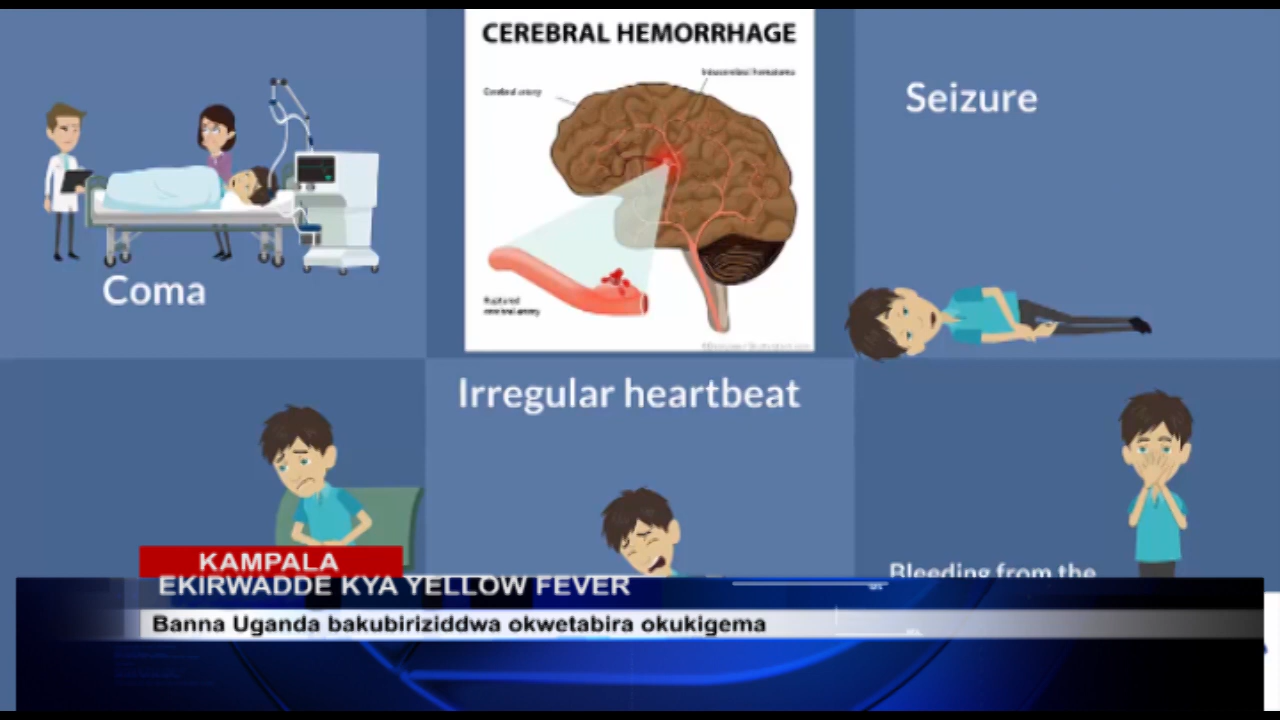 CEREBRAL HEMORRHAGE
Intracerebral hematoma
Cerebral artery
Seizure
Coma
Ruptured
cerebral artery
Irregular heartbeat
Bleeding from the
KAMPALA
EKIRWADDE KYA YELLOW FEVER
Banna Uganda bakubiriziddwa okwetabira okukigema